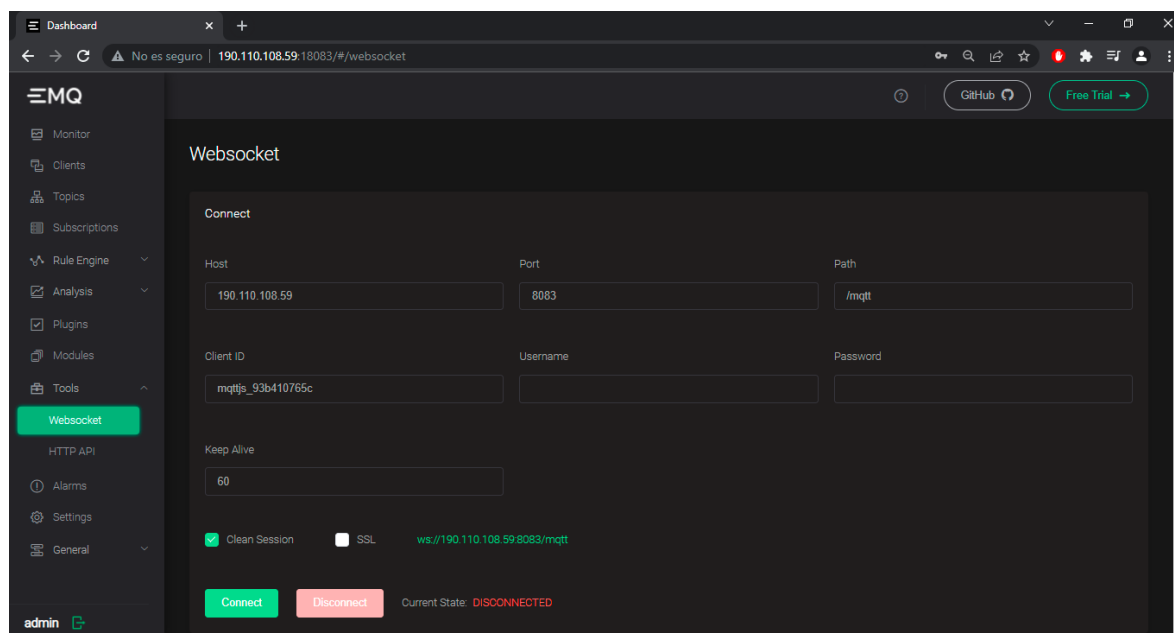 Dashboard
No es seguro | 190.110.108.59:18083/#/websocket
EMQ
GitHub
Free Trial →
Monitor
Clients
Topics
Subscriptions
Rule Engine
Analysis
Plugins
Modules
Tools
Websocket
HTTP API
Alarms
Settings
General
admin
Websocket
Connect
Host Port Path
190.110.108.59 8083 /mqtt
Client ID Username Password
mqttjs_93b410765c
Keep Alive
60
Clean Session SSL ws://190.110.108.59:8083/mqtt
Connect Disconnect Current State: DISCONNECTED